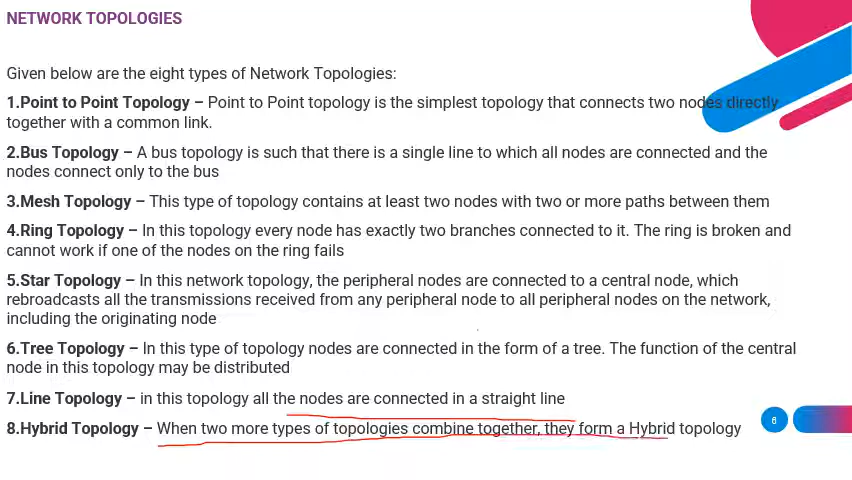 NETWORK TOPOLOGIES
Given below are the eight types of Network Topologies:
1.Point to Point Topology – Point to Point topology is the simplest topology that connects two nodes directly
together with a common link.
2.Bus Topology – A bus topology is such that there is a single line to which all nodes are connected and the
nodes connect only to the bus
3.Mesh Topology – This type of topology contains at least two nodes with two or more paths between them
4.Ring Topology – In this topology every node has exactly two branches connected to it. The ring is broken and
cannot work if one of the nodes on the ring fails
5.Star Topology – In this network topology, the peripheral nodes are connected to a central node, which
rebroadcasts all the transmissions received from any peripheral node to all peripheral nodes on the network,
including the originating node
6.Tree Topology – In this type of topology nodes are connected in the form of a tree. The function of the central
node in this topology may be distributed
7.Line Topology – in this topology all the nodes are connected in a straight line
8.Hybrid Topology – When two more types of topologies combine together, they form a Hybrid topology
6